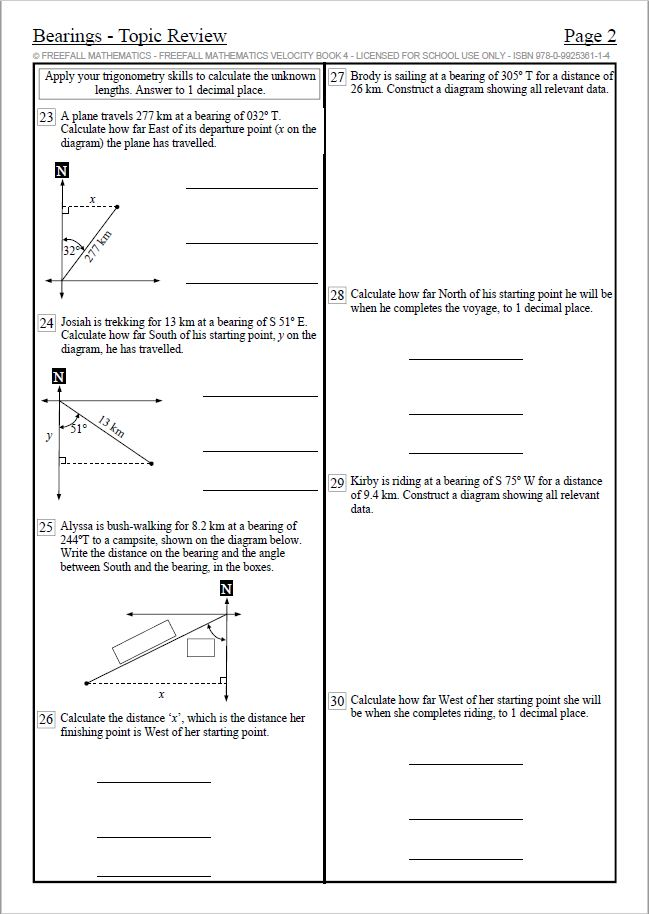 Bearings - Topic Review
Page 2
© FREEFALL MATHEMATICS - FREEFALL MATHEMATICS VELOCITY BOOK 4 - LICENSED FOR SCHOOL USE ONLY - ISBN 978-0-9925361-1-4
Apply your trigonometry skills to calculate the unknown
lengths. Answer to 1 decimal place.
23 A plane travels 277 km at a bearing of 032º T.
Calculate how far East of its departure point (x on the
diagram) the plane has travelled.
N
x
32º
277 km
24 Josiah is trekking for 13 km at a bearing of S 51º E.
Calculate how far South of his starting point, y on the
diagram, he has travelled.
N
51º
13 km
y
25 Alyssa is bush-walking for 8.2 km at a bearing of
244ºT to a campsite, shown on the diagram below.
Write the distance on the bearing and the angle
between South and the bearing, in the boxes.
N
x
26 Calculate the distance ‘x’, which is the distance her
finishing point is West of her starting point.
27 Brody is sailing at a bearing of 305º T for a distance of
26 km. Construct a diagram showing all relevant data.
28 Calculate how far North of his starting point he will be
when he completes the voyage, to 1 decimal place.
29 Kirby is riding at a bearing of S 75º W for a distance
of 9.4 km. Construct a diagram showing all relevant
data.
30 Calculate how far West of her starting point she will
be when she completes riding, to 1 decimal place.